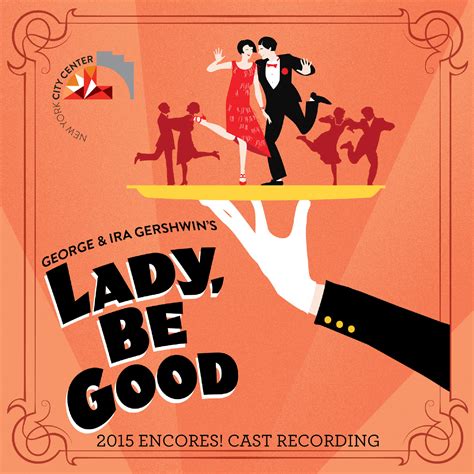 NEW YORK CITY CENTER
GEORGE & IRA GERSHWIN'S
LADY,
BE
GOOD
2015 ENCORES! CAST RECORDING